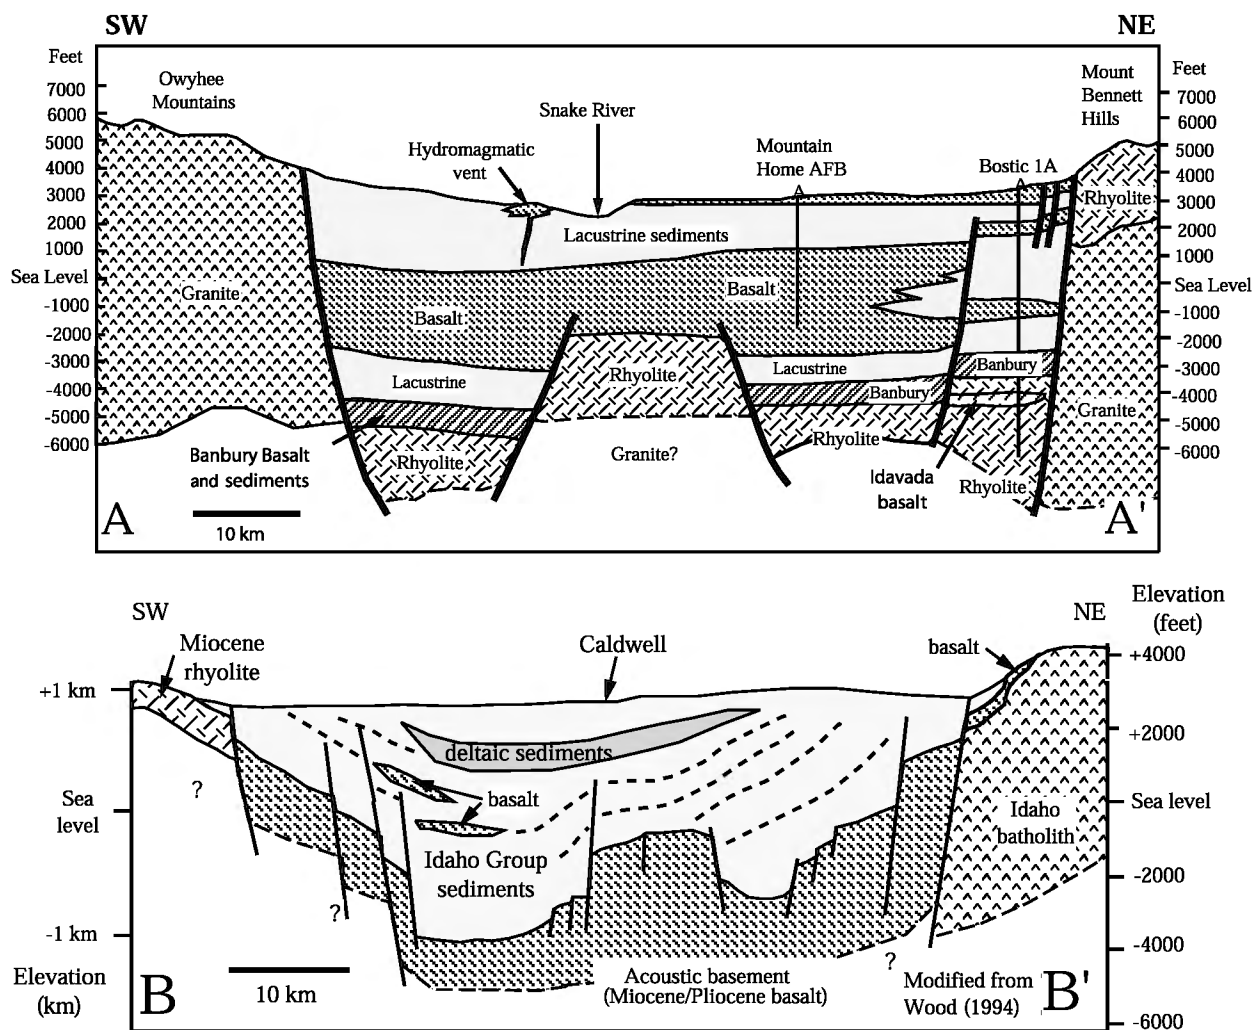 SW
NE
Feet
Feet
7000
6000
5000
4000
3000
2000
1000
Sea Level
-1000
-2000
-3000
-4000
-5000
-6000
7000
6000
5000
4000
3000
2000
1000
Sea Level
-1000
-2000
-3000
-4000
-5000
-6000
Owyhee
Mountains
Hydromagmatic
vent
Snake River
Mountain
Home AFB
Bostic 1A
Mount
Bennett
Hills
Rhyolite
Lacustrine sediments
Granite
Basalt
Basalt
Lacustrine
Rhyolite
Lacustrine
Banbury
Banbury
Granite
Banbury Basalt
and sediments
Rhyolite
Granite?
Rhyolite
Idavada
basalt
Rhyolite
A
10 km
A'
SW
NE
Elevation
(feet)
Miocene
rhyolite
Caldwell
basalt
+1 km
Sea
level
-1 km
Elevation
(km)
+4000
+2000
Sea level
-2000
-4000
-6000
deltaic sediments
basalt
Idaho Group
sediments
Idaho
batholith
?
?
?
B
10 km
Acoustic basement
(Miocene/Pliocene basalt)
Modified from
Wood (1994)
B'